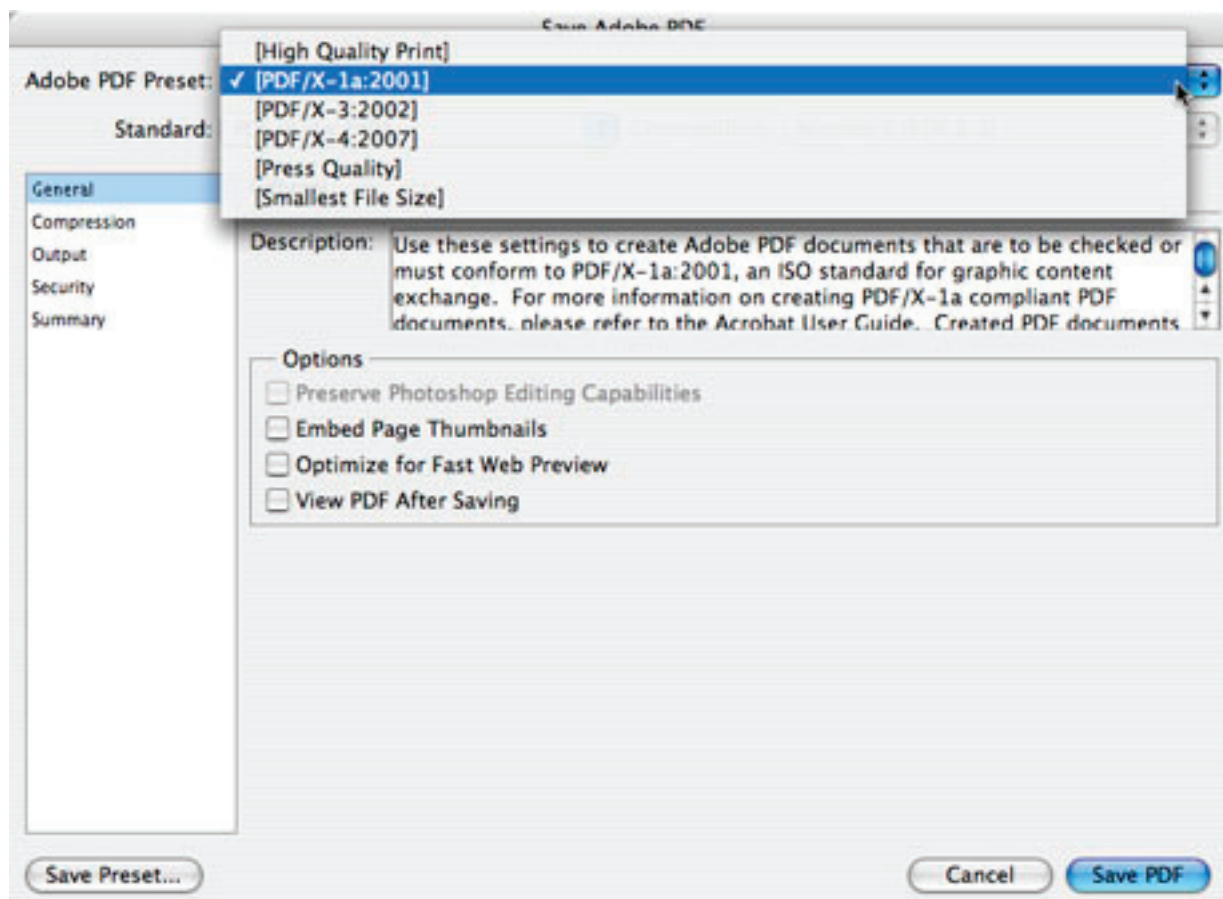 Save Adobe PDF
[High Quality Print]
Adobe PDF Preset: ✓ [PDF/X-1a:2001]
[PDF/X-3:2002]
Standard:
[PDF/X-4:2007]
[Press Quality]
[Smallest File Size]
General
Compression
Output
Security
Summary
Description: Use these settings to create Adobe PDF documents that are to be checked or
must conform to PDF/X-1a:2001, an ISO standard for graphic content
exchange. For more information on creating PDF/X-1a compliant PDF
documents, please refer to the Acrobat User Guide. Created PDF documents
Options
Preserve Photoshop Editing Capabilities
Embed Page Thumbnails
Optimize for Fast Web Preview
View PDF After Saving
Save Preset...
Cancel
Save PDF